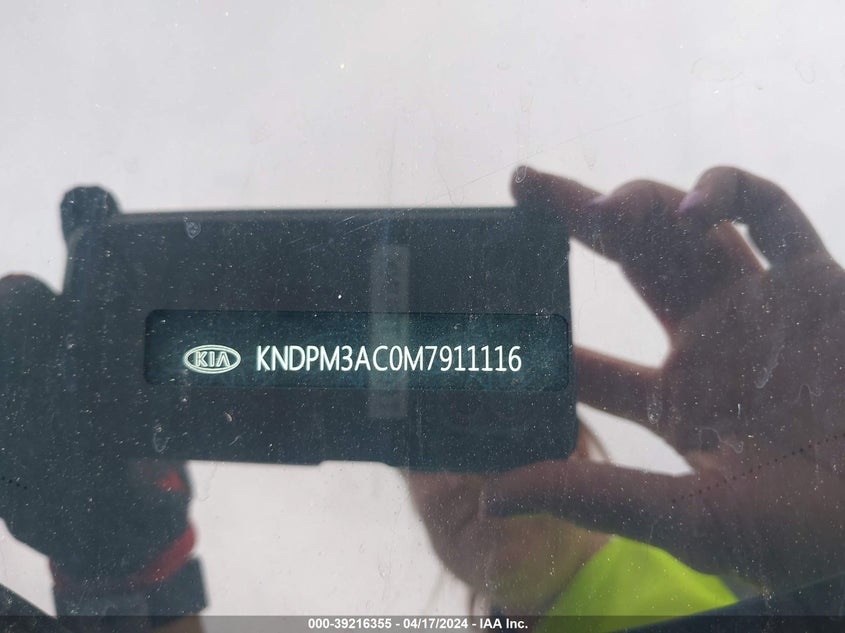 KIA KNDPM3AC0M7911116
000-39216355 - 04/17/2024 - IAA Inc.